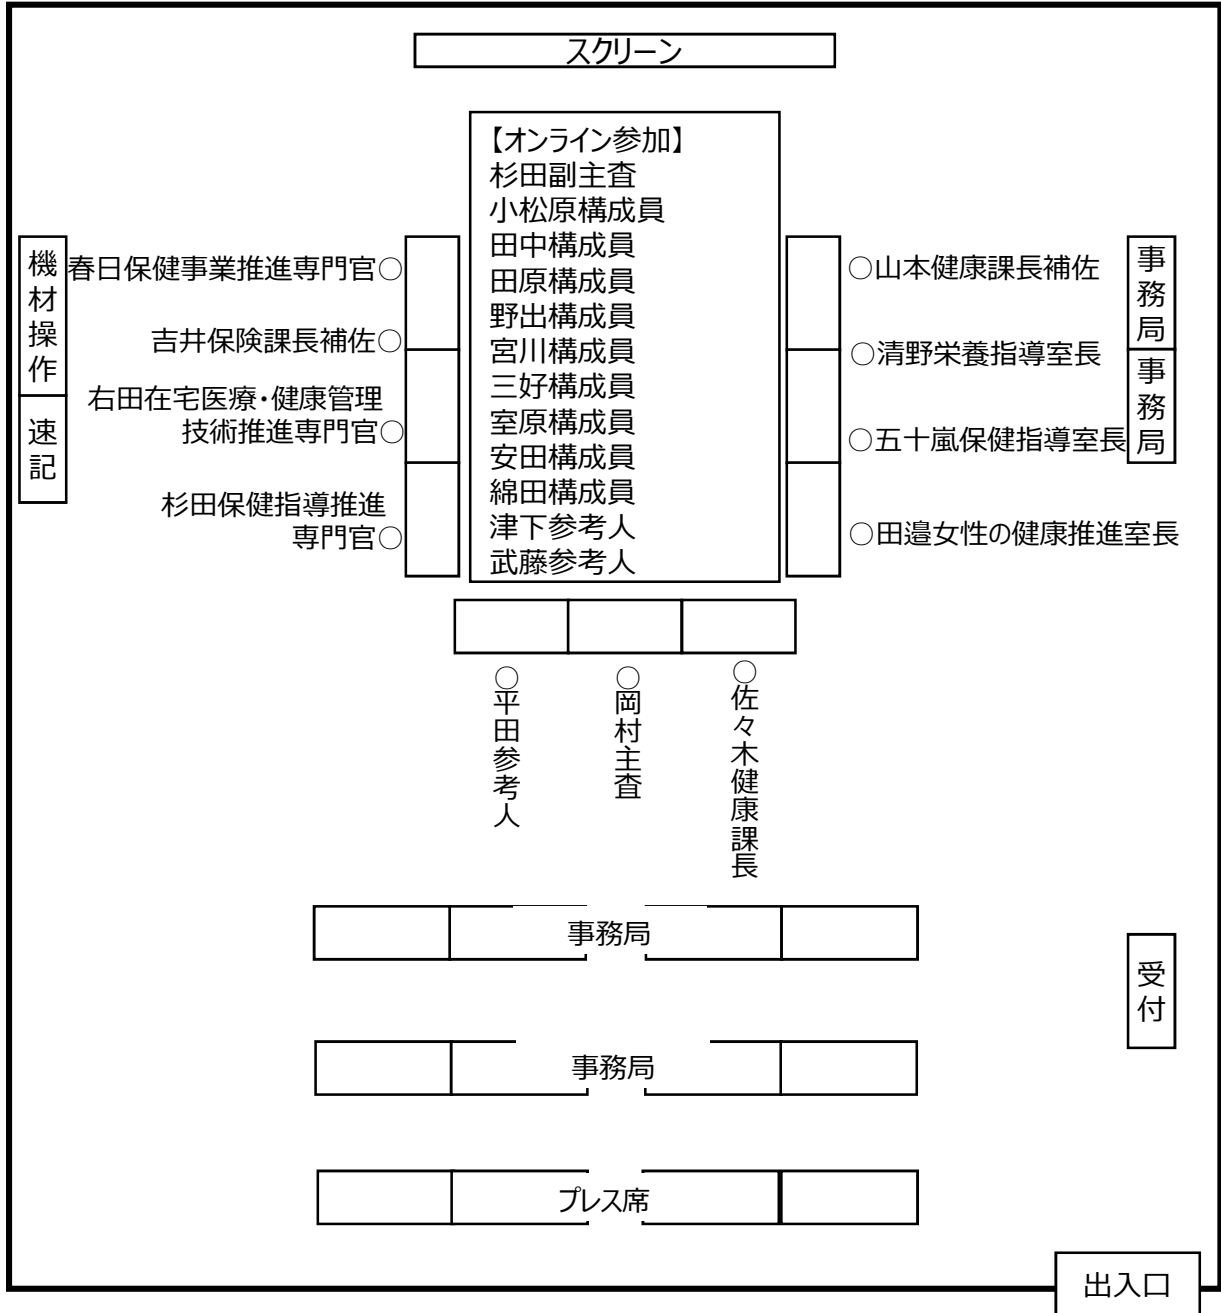 スクリーン
【オンライン参加】
杉田副主査
小松原構成員
田中構成員
田原構成員
野出構成員
宮川構成員
三好構成員
室原構成員
安田構成員
綿田構成員
津下参考人
武藤参考人
機材操作
速記
春日保健事業推進専門官○
吉井保険課長補佐○
右田在宅医療・健康管理
技術推進専門官○
杉田保健指導推進
専門官○
○山本健康課長補佐
○清野栄養指導室長
○五十嵐保健指導室長
○田邉女性の健康推進室長
事務局
事務局
○平田参考人
○岡村主査
○佐々木健康課長
事務局
受付
事務局
プレス席
出入口